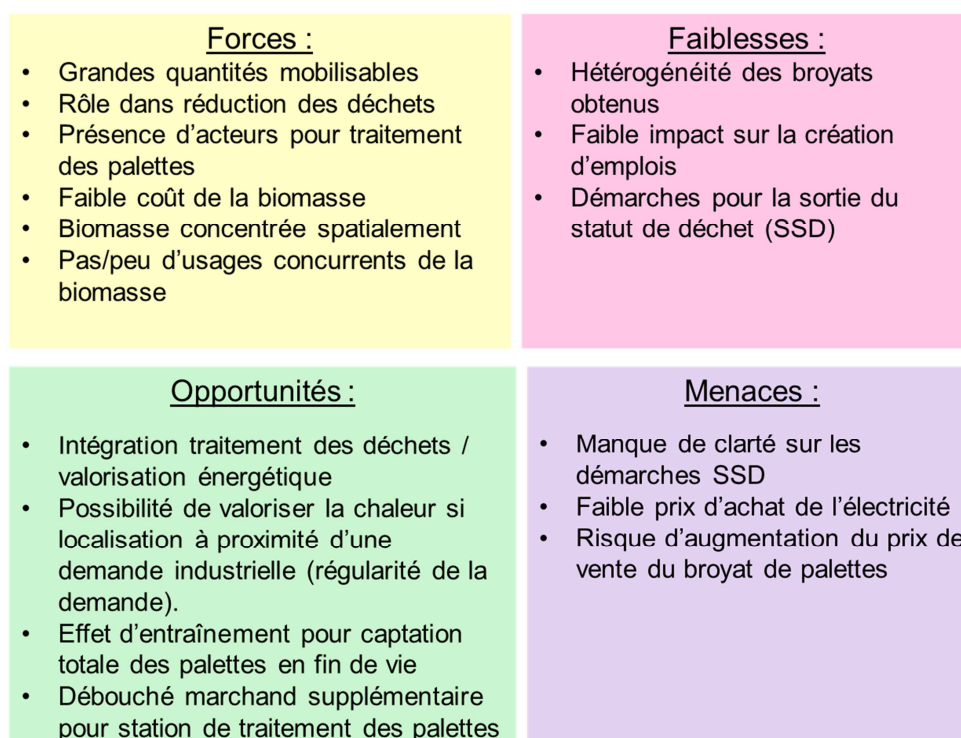 Forces :
• Grandes quantités mobilisables
• Rôle dans réduction des déchets
• Présence d'acteurs pour traitement
des palettes
• Faible coût de la biomasse
• Biomasse concentrée spatialement
• Pas/peu d'usages concurrents de la
biomasse
Faiblesses :
• Hétérogénéité des broyats
obtenus
• Faible impact sur la création
d'emplois
• Démarches pour la sortie du
statut de déchet (SSD)
Opportunités :
• Intégration traitement des déchets /
valorisation énergétique
• Possibilité de valoriser la chaleur si
localisation à proximité d'une
demande industrielle (régularité de la
demande).
• Effet d'entraînement pour captation
totale des palettes en fin de vie
• Débouché marchand supplémentaire
pour station de traitement des palettes
Menaces :
• Manque de clarté sur les
démarches SSD
• Faible prix d'achat de l'électricité
• Risque d'augmentation du prix de
vente du broyat de palettes